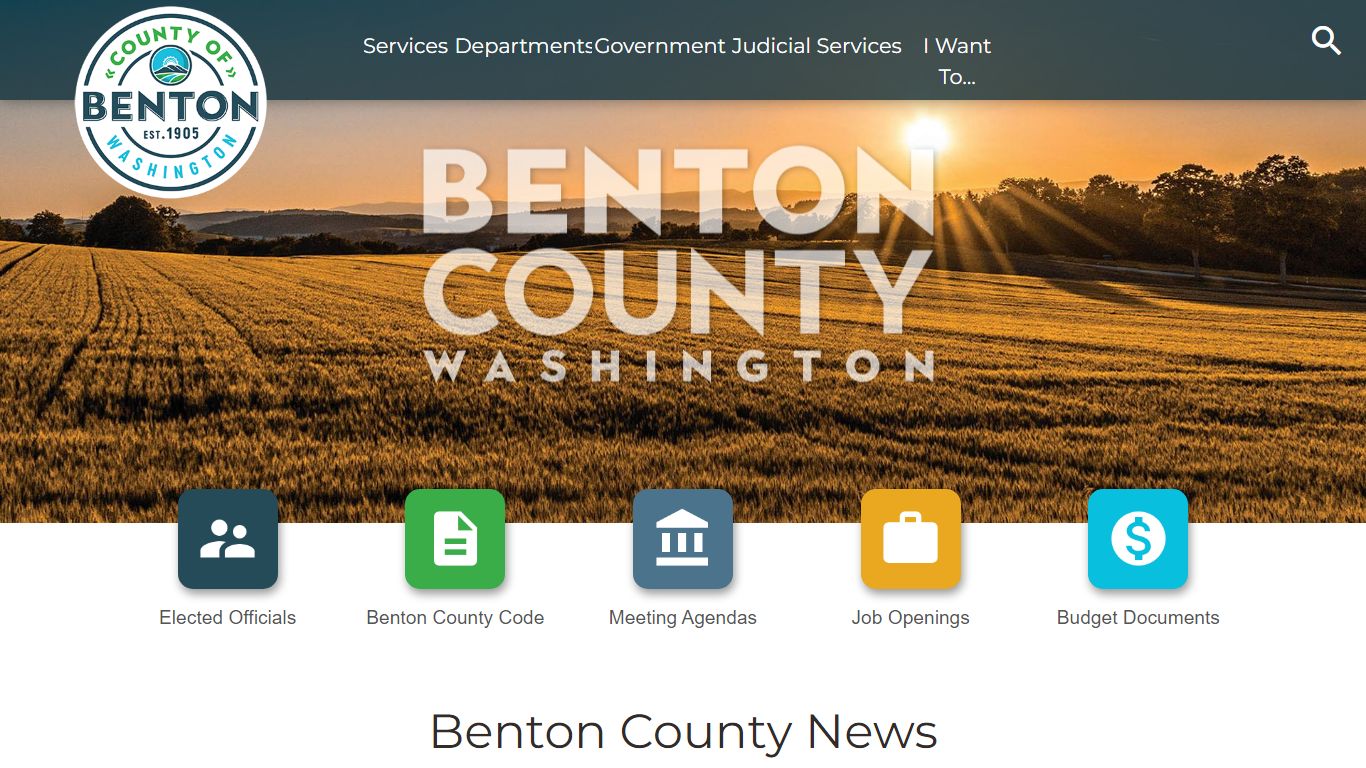 COUNTY OF
BENTON
EST. 1905
WASHINGTON
Services Departments Government Judicial Services I Want
To...
BENTON
COUNTY
WASHINGTON
Elected Officials
Benton County Code
Meeting Agendas
Job Openings
Budget Documents
Benton County News